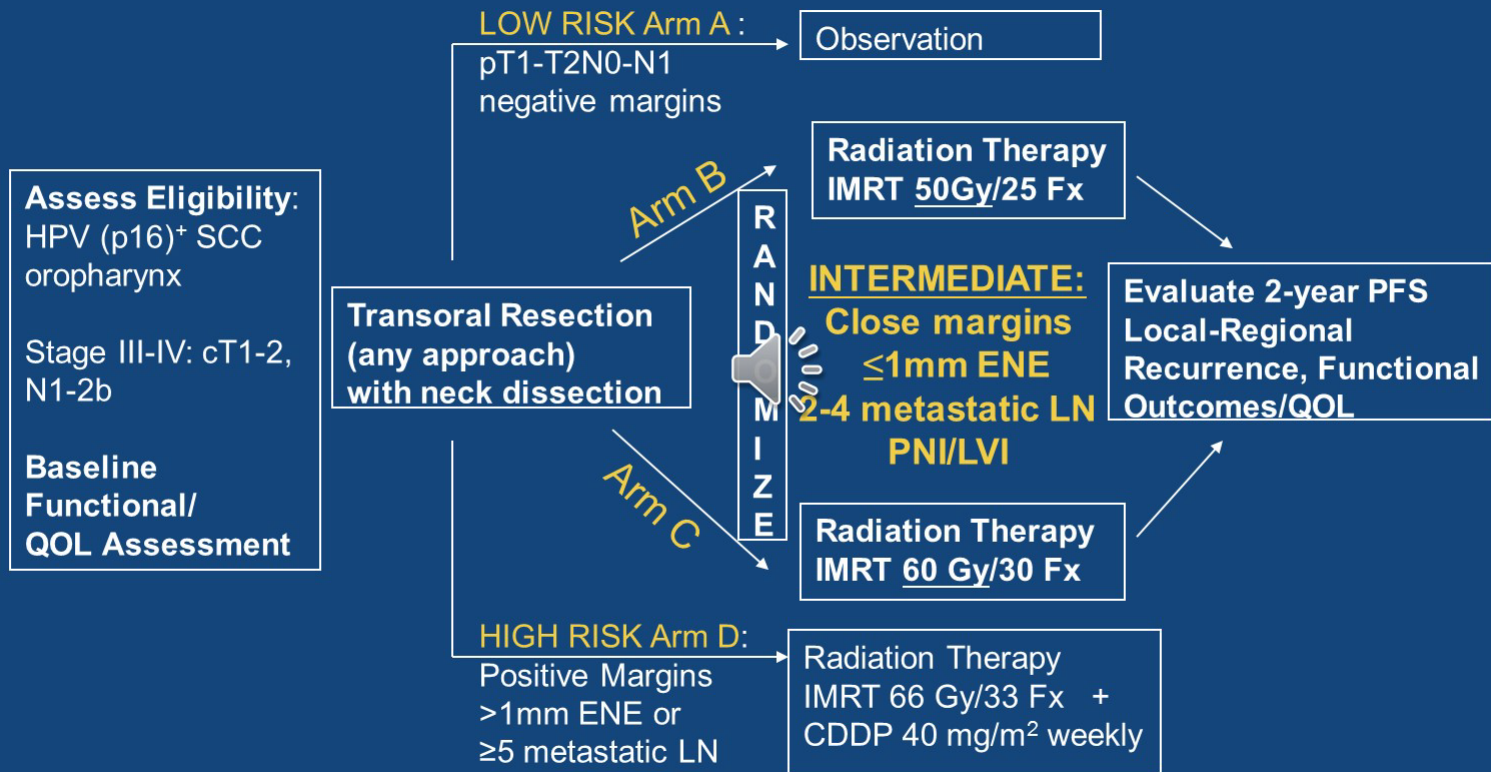 LOW RISK Arm A :
pT1-T2N0-N1
negative margins
Observation
Assess Eligibility:
HPV (p16)⁺ SCC
oropharynx
Stage III-IV: cT1-2,
N1-2b
Baseline
Functional/
QOL Assessment
Transoral Resection
(any approach)
with neck dissection
Arm B
Arm C
RANDOMIZE
Radiation Therapy
IMRT 50Gy/25 Fx
INTERMEDIATE:
Close margins
≤1mm ENE
2-4 metastatic LN
PNI/LVI
Radiation Therapy
IMRT 60 Gy/30 Fx
Evaluate 2-year PFS
Local-Regional
Recurrence, Functional
Outcomes/QOL
HIGH RISK Arm D:
Positive Margins
>1mm ENE or
≥5 metastatic LN
Radiation Therapy
IMRT 66 Gy/33 Fx +
CDDP 40 mg/m² weekly